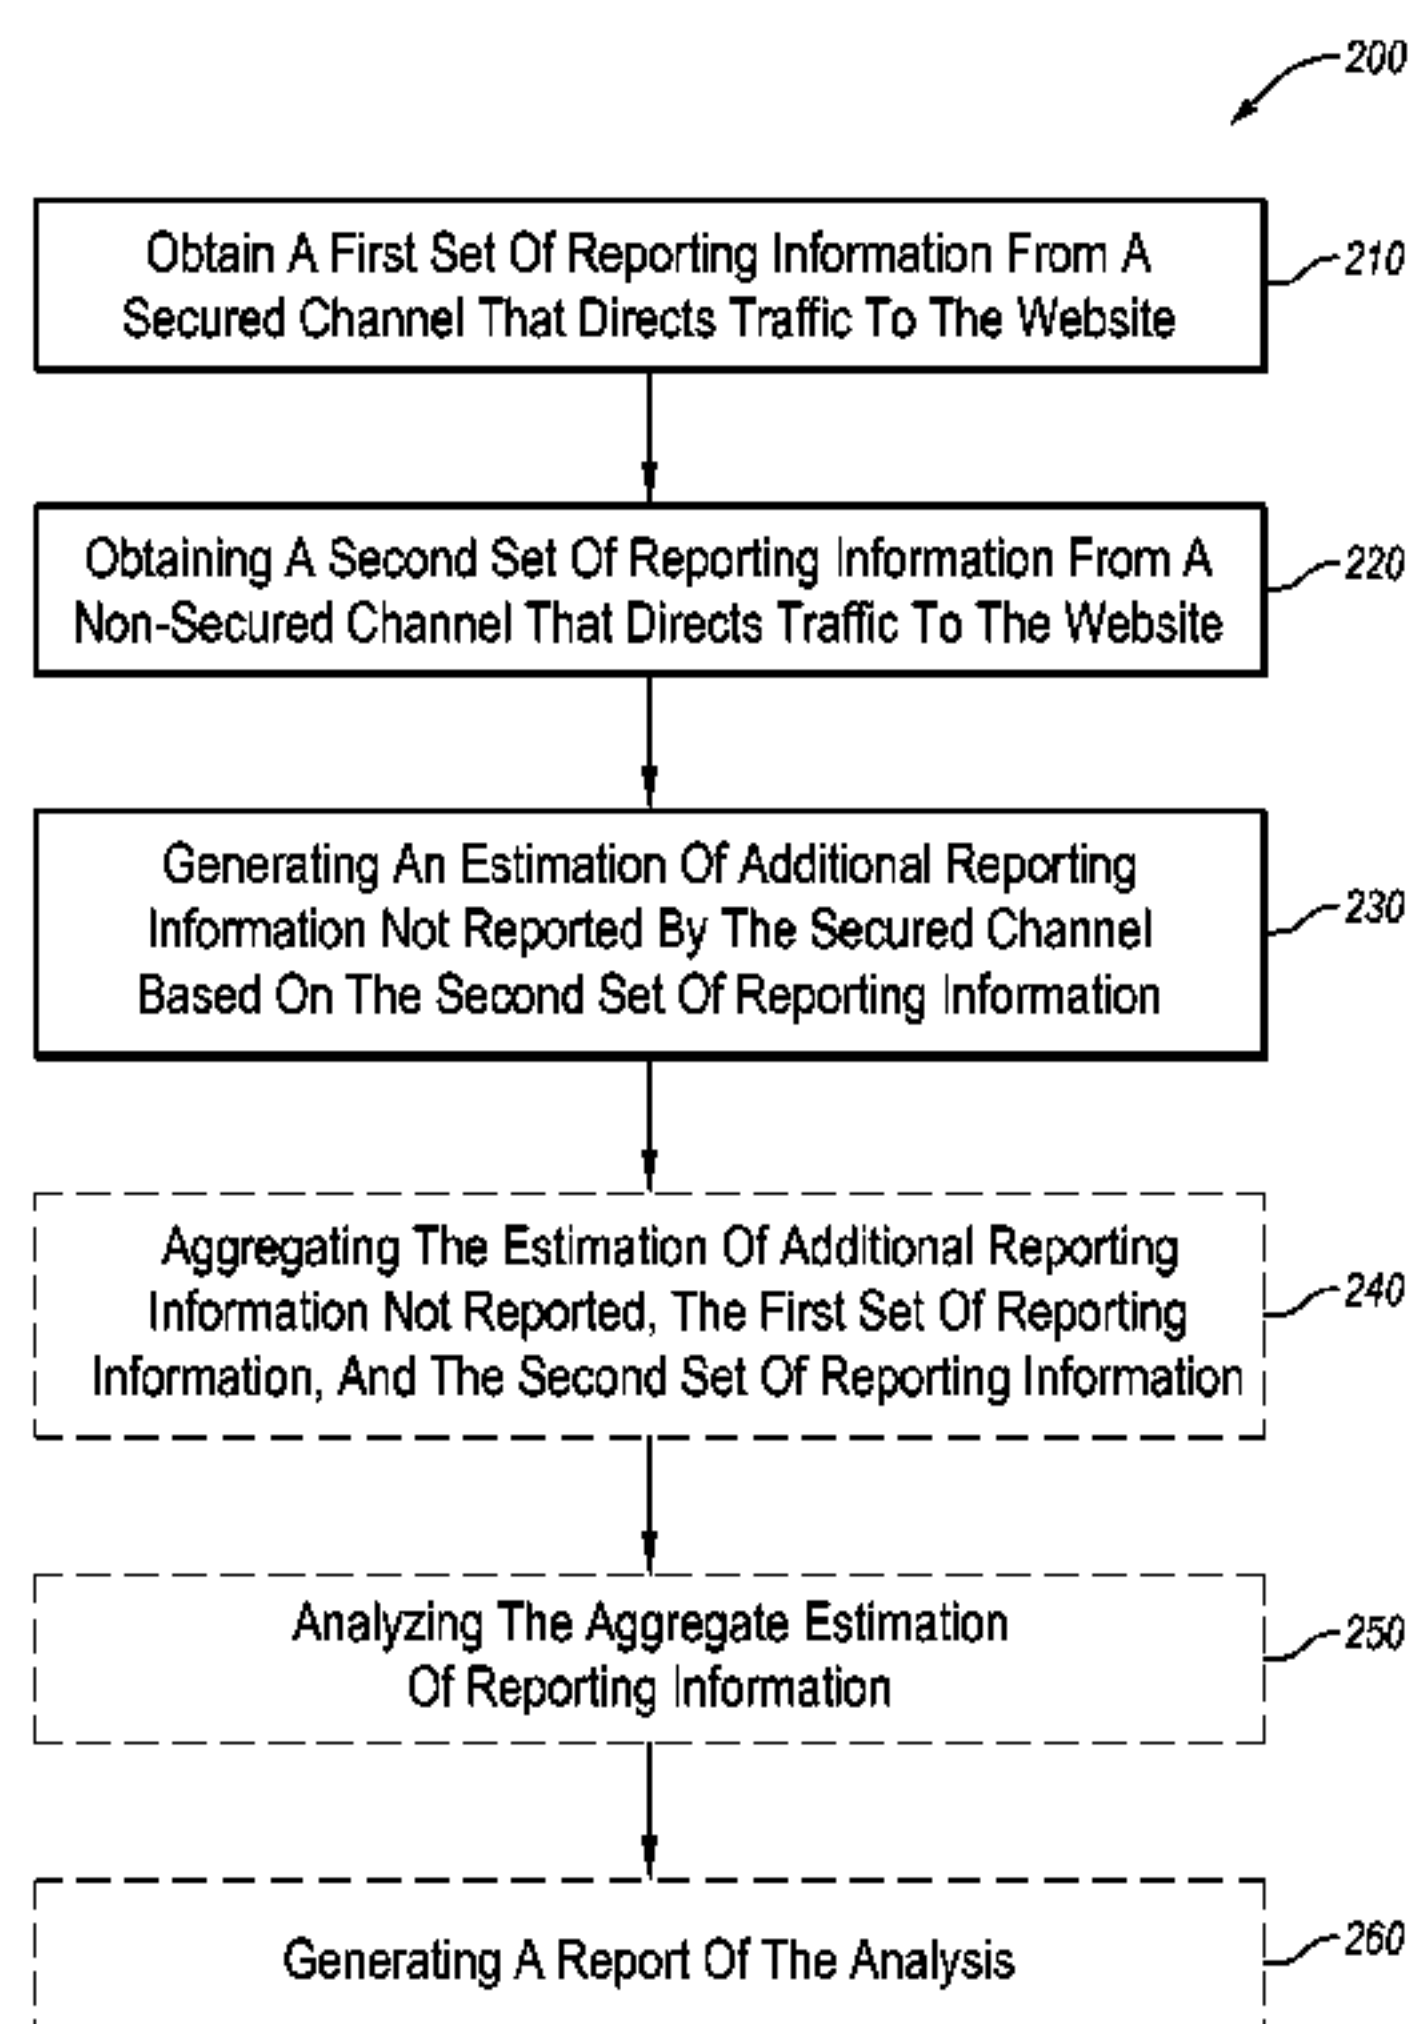 200
Obtain A First Set Of Reporting Information From A
Secured Channel That Directs Traffic To The Website
210
Obtaining A Second Set Of Reporting Information From A
Non-Secured Channel That Directs Traffic To The Website
220
Generating An Estimation Of Additional Reporting
Information Not Reported By The Secured Channel
Based On The Second Set Of Reporting Information
230
Aggregating The Estimation Of Additional Reporting
Information Not Reported, The First Set Of Reporting
Information, And The Second Set Of Reporting Information
240
Analyzing The Aggregate Estimation
Of Reporting Information
250
Generating A Report Of The Analysis
260